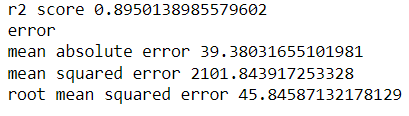 r2 score 0.8950138985579602
error
mean absolute error 39.38031655101981
mean squared error 2101.843917253328
root mean squared error 45.84587132178129